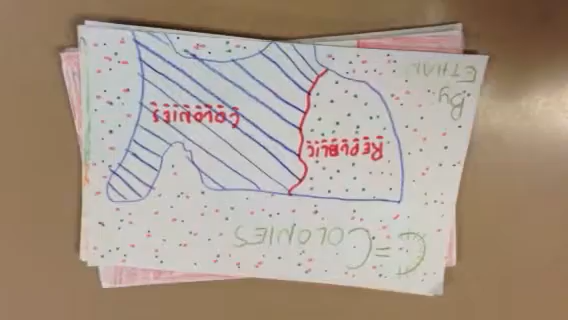 C=COLONIES
REPUBLIC
COLONIES
By:
ETHAN